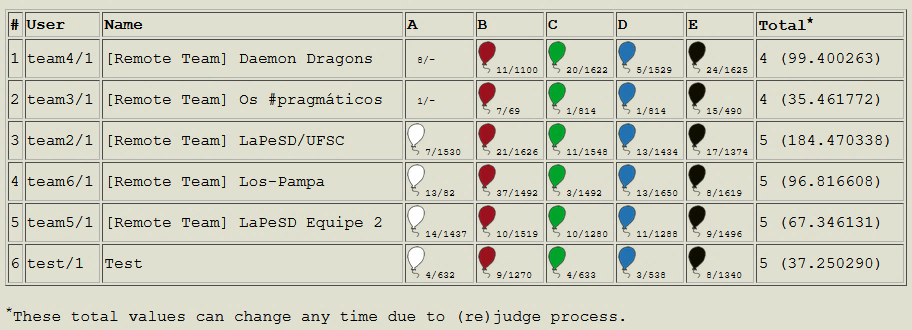 # User Name A B C D E Total*
1 team4/1 [Remote Team] Daemon Dragons 8/- 11/1100 20/1622 5/1529 24/1625 4 (99.400263)
2 team3/1 [Remote Team] Os #pragmáticos 1/- 7/69 1/814 1/814 15/490 4 (35.461772)
3 team2/1 [Remote Team] LaPeSD/UFSC 7/1530 21/1626 11/1548 13/1434 17/1374 5 (184.470338)
4 team6/1 [Remote Team] Los-Pampa 13/82 37/1492 3/1492 13/1650 8/1619 5 (96.816608)
5 team5/1 [Remote Team] LaPeSD Equipe 2 14/1437 10/1519 10/1280 11/1288 9/1496 5 (67.346131)
6 test/1 Test 4/632 9/1270 4/633 3/538 8/1340 5 (37.250290)
*These total values can change any time due to (re)judge process.